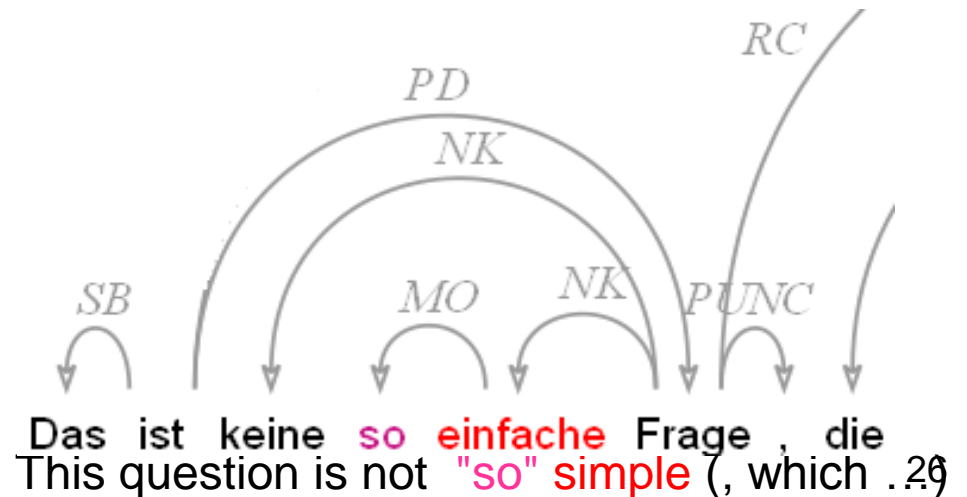 RC
PD
NK
SB MO NK PUNC
Das ist keine so einfache Frage , die
This question is not "so" simple (, which ...)
26